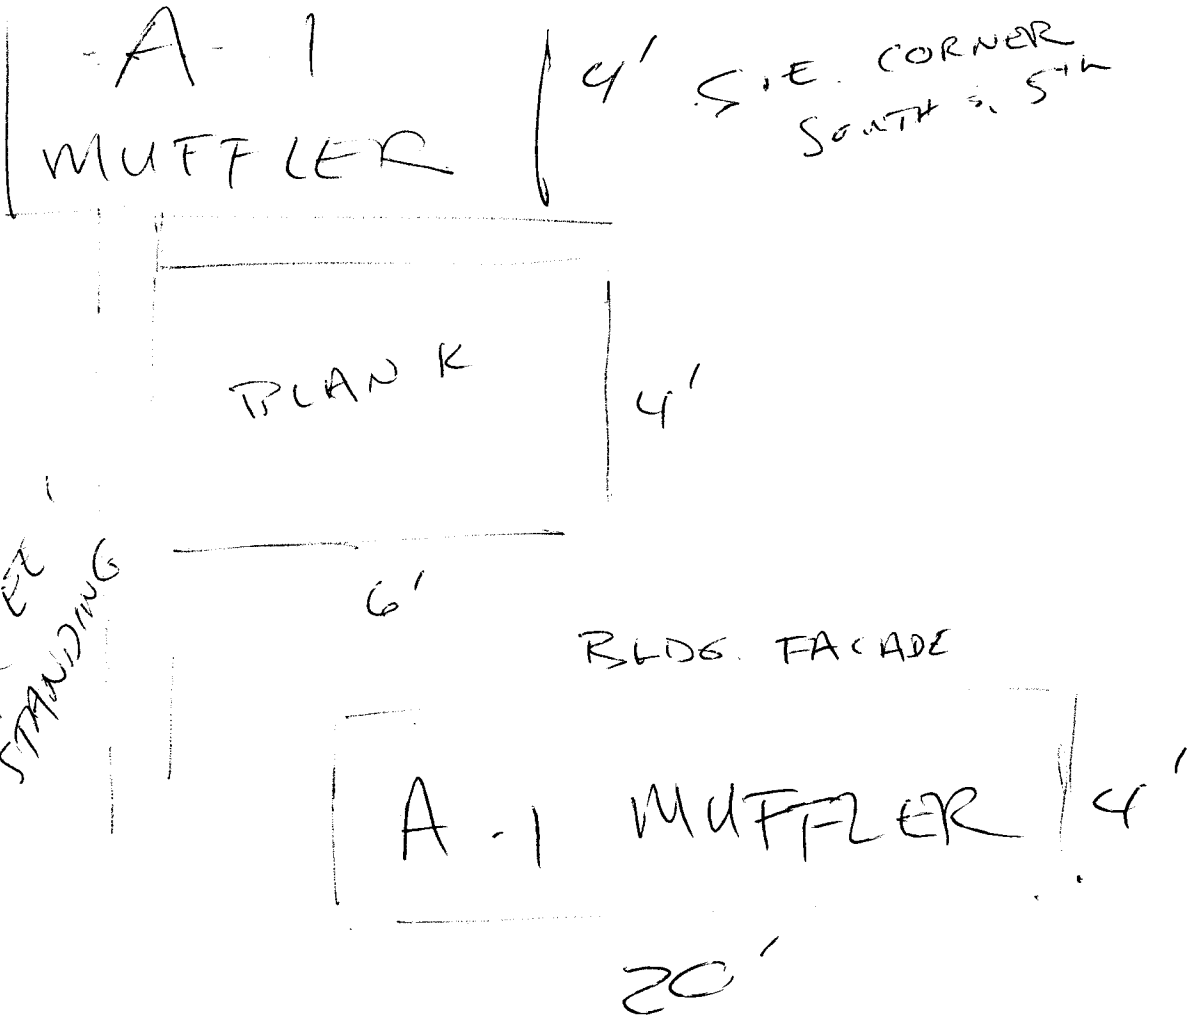 A-1
MUFFLER
4'
S.E. CORNER
SOUTH & 5th
BLANK
4'
6'
STANDING
BLDG. FACADE
A-1 MUFFLER
4'
20'